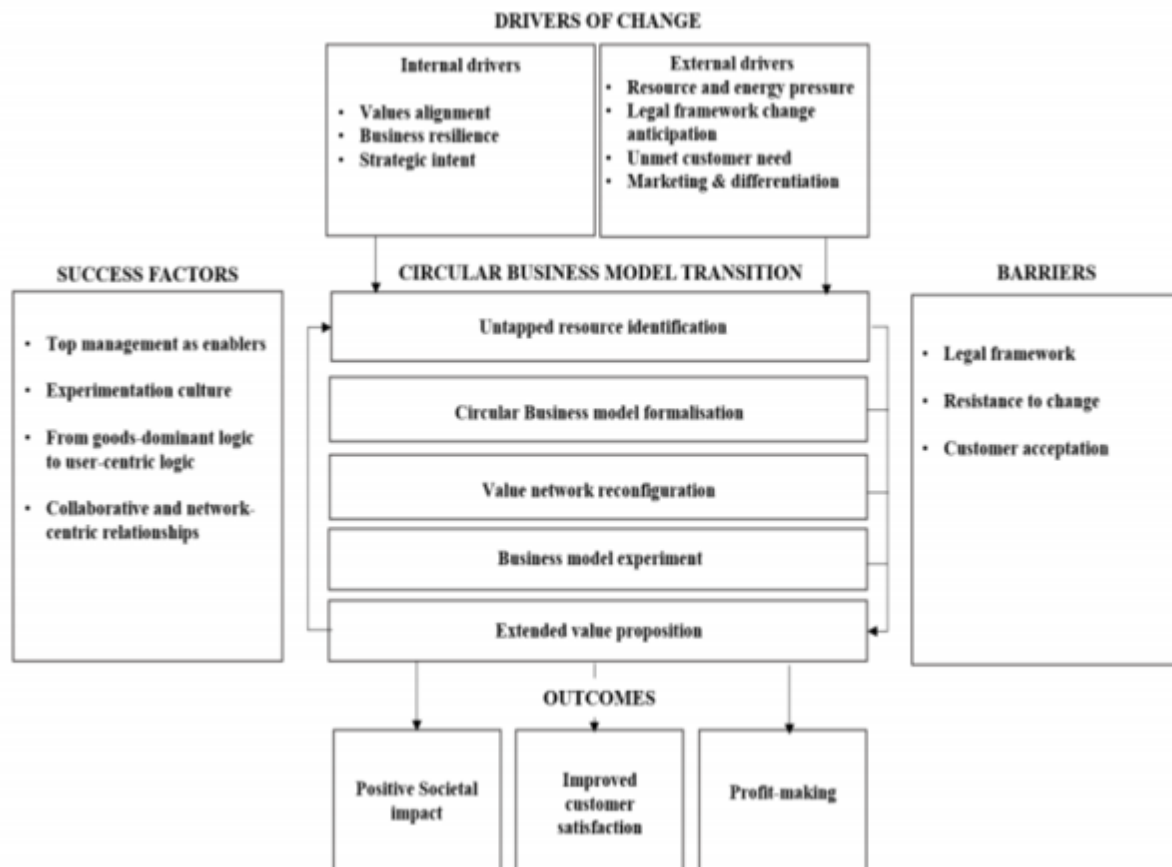 DRIVERS OF CHANGE
Internal drivers
• Values alignment
• Business resilience
• Strategic intent
External drivers
• Resource and energy pressure
• Legal framework change
anticipation
• Unmet customer need
• Marketing & differentiation
SUCCESS FACTORS
• Top management as enablers
• Experimentation culture
• From goods-dominant logic
to user-centric logic
• Collaborative and network-
centric relationships
CIRCULAR BUSINESS MODEL TRANSITION
Untapped resource identification
Circular Business model formalisation
Value network reconfiguration
Business model experiment
Extended value proposition
BARRIERS
• Legal framework
• Resistance to change
• Customer acceptation
OUTCOMES
Positive Societal
impact
Improved
customer
satisfaction
Profit-making